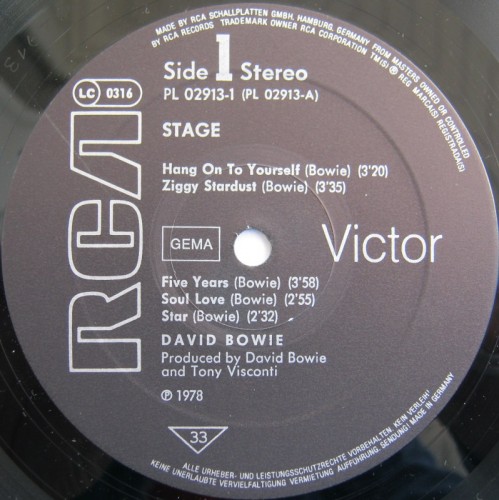 MADE BY RCA SCHALLPLATTEN GMBH, HAMBURG, GERMANY FROM MASTERS OWNED OR CONTROLLED
BY RCA RECORDS TRADEMARK OWNER RCA CORPORATION TM(S) ® REG MARCA(S) REGISTRADA(S)
Side 1 Stereo
PL 02913-1 (PL 02913-A)
LC 0316
STAGE
Hang On To Yourself (Bowie) (3'20)
Ziggy Stardust (Bowie) (3'35)
RCA
GEMA
Victor
Five Years (Bowie) (3'58)
Soul Love (Bowie) (2'55)
Star (Bowie) (2'32)
DAVID BOWIE
Produced by David Bowie
and Tony Visconti
℗ 1978
33
ALLE URHEBER- UND LEISTUNGSSCHUTZRECHTE VORBEHALTEN, KEIN VERLEIH!
KEINE UNERLAUBTE VERVIELFÄLTIGUNG VERMIETUNG AUFFÜHRUNG, SENDUNG! MADE IN GERMANY